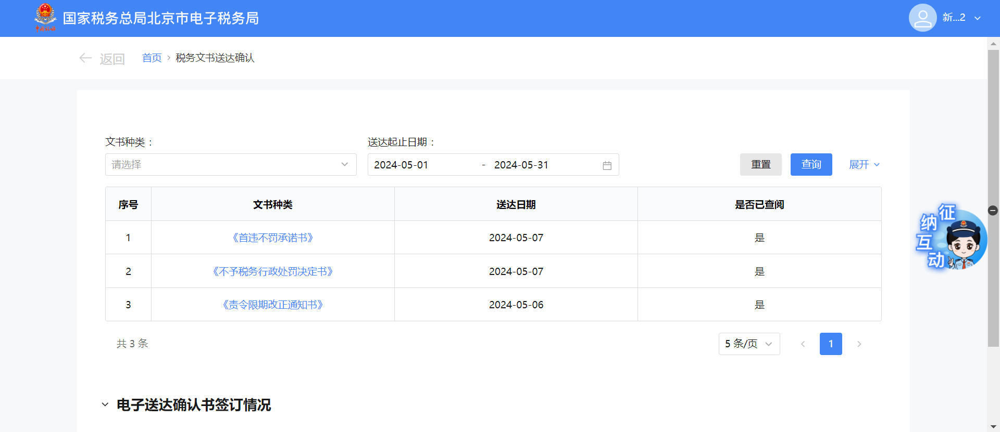 国家税务总局北京市电子税务局
新...2
返回 首页 > 税务文书送达确认
文书种类：
送达起止日期：
请选择
2024-05-01 - 2024-05-31
重置 查询 展开
序号 文书种类 送达日期 是否已查阅
1 《首违不罚承诺书》 2024-05-07 是
2 《不予税务行政处罚决定书》 2024-05-07 是
3 《责令限期改正通知书》 2024-05-06 是
共 3 条
5 条/页
< 1 >
征纳互动
电子送达确认书签订情况